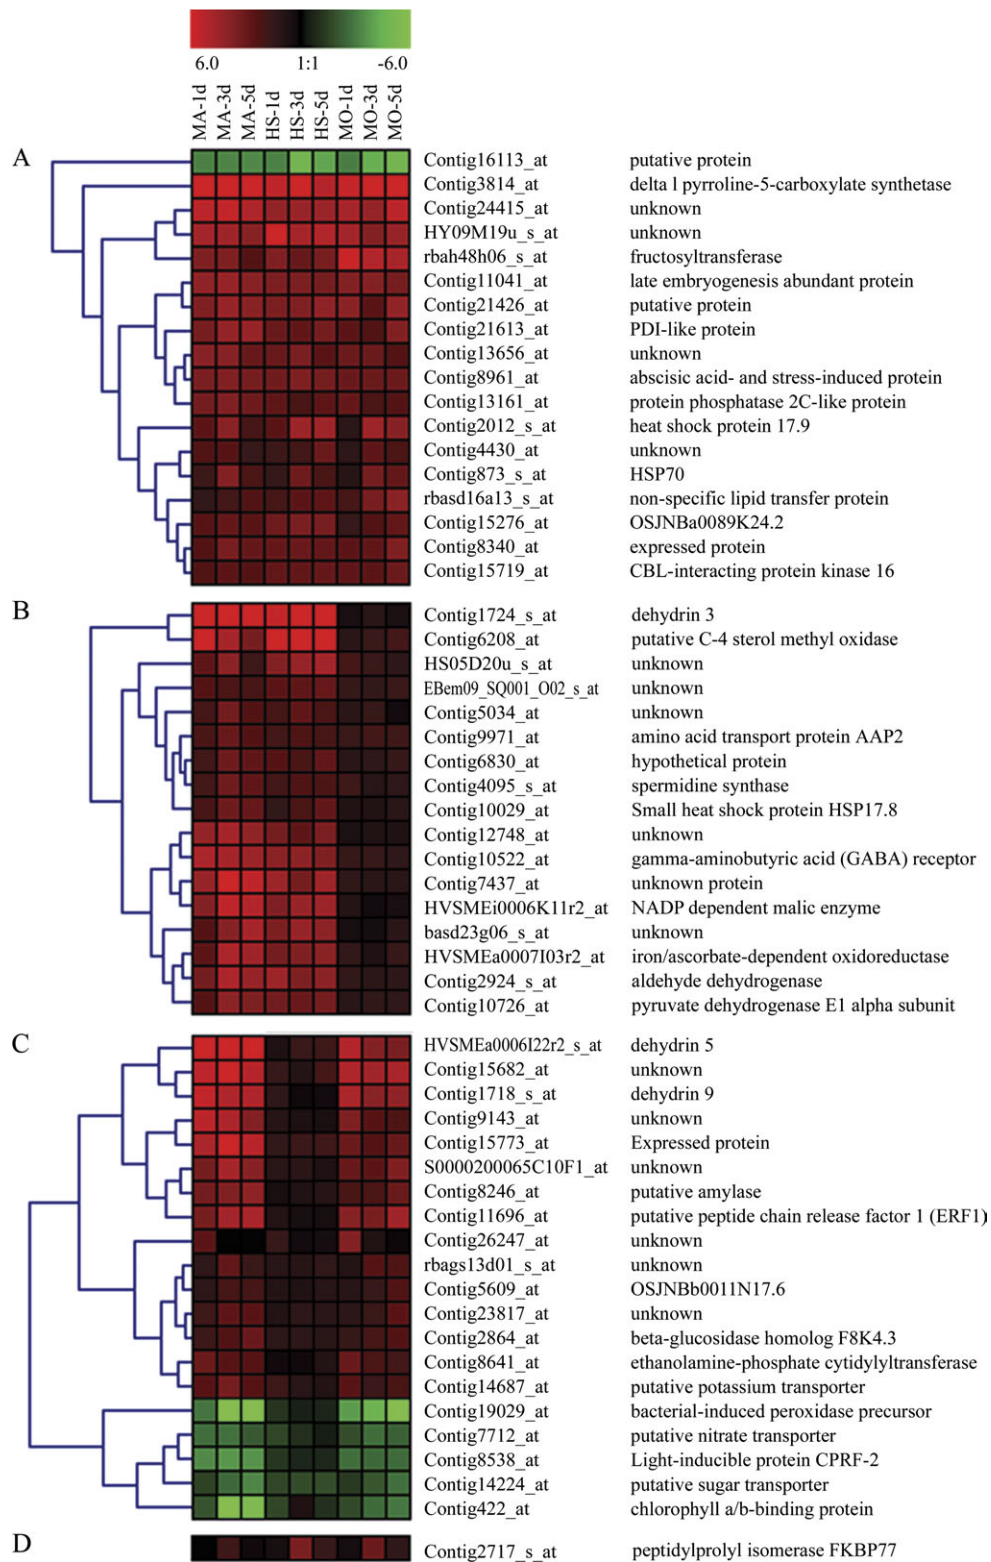 6.0 1:1 -6.0
MA-1d MA-3d MA-5d HS-1d HS-3d HS-5d MO-1d MO-3d MO-5d
A
Contig16113_at putative protein
Contig3814_at delta l pyrroline-5-carboxylate synthetase
Contig24415_at unknown
HY09M19u_s_at unknown
rbah48h06_s_at fructosyltransferase
Contig11041_at late embryogenesis abundant protein
Contig21426_at putative protein
Contig21613_at PDI-like protein
Contig13656_at unknown
Contig8961_at abscisic acid- and stress-induced protein
Contig13161_at protein phosphatase 2C-like protein
Contig2012_s_at heat shock protein 17.9
Contig4430_at unknown
Contig873_s_at HSP70
rbasd16a13_s_at non-specific lipid transfer protein
Contig15276_at OSJNBa0089K24.2
Contig8340_at expressed protein
Contig15719_at CBL-interacting protein kinase 16
B
Contig1724_s_at dehydrin 3
Contig6208_at putative C-4 sterol methyl oxidase
HS05D20u_s_at unknown
EBem09_SQ001_O02_s_at unknown
Contig5034_at unknown
Contig9971_at amino acid transport protein AAP2
Contig6830_at hypothetical protein
Contig4095_s_at spermidine synthase
Contig10029_at Small heat shock protein HSP17.8
Contig12748_at unknown
Contig10522_at gamma-aminobutyric acid (GABA) receptor
Contig7437_at unknown protein
HVSMEi0006K11r2_at NADP dependent malic enzyme
basd23g06_s_at unknown
HVSMEa0007I03r2_at iron/ascorbate-dependent oxidoreductase
Contig2924_s_at aldehyde dehydrogenase
Contig10726_at pyruvate dehydrogenase E1 alpha subunit
C
HVSMEa0006I22r2_s_at dehydrin 5
Contig15682_at unknown
Contig1718_s_at dehydrin 9
Contig9143_at unknown
Contig15773_at Expressed protein
S0000200065C10F1_at unknown
Contig8246_at putative amylase
Contig11696_at putative peptide chain release factor 1 (ERF1)
Contig26247_at unknown
rbags13d01_s_at unknown
Contig5609_at OSJNBb0011N17.6
Contig23817_at unknown
Contig2864_at beta-glucosidase homolog F8K4.3
Contig8641_at ethanolamine-phosphate cytidylyltransferase
Contig14687_at putative potassium transporter
Contig19029_at bacterial-induced peroxidase precursor
Contig7712_at putative nitrate transporter
Contig8538_at Light-inducible protein CPRF-2
Contig14224_at putative sugar transporter
Contig422_at chlorophyll a/b-binding protein
D
Contig2717_s_at peptidylprolyl isomerase FKBP77